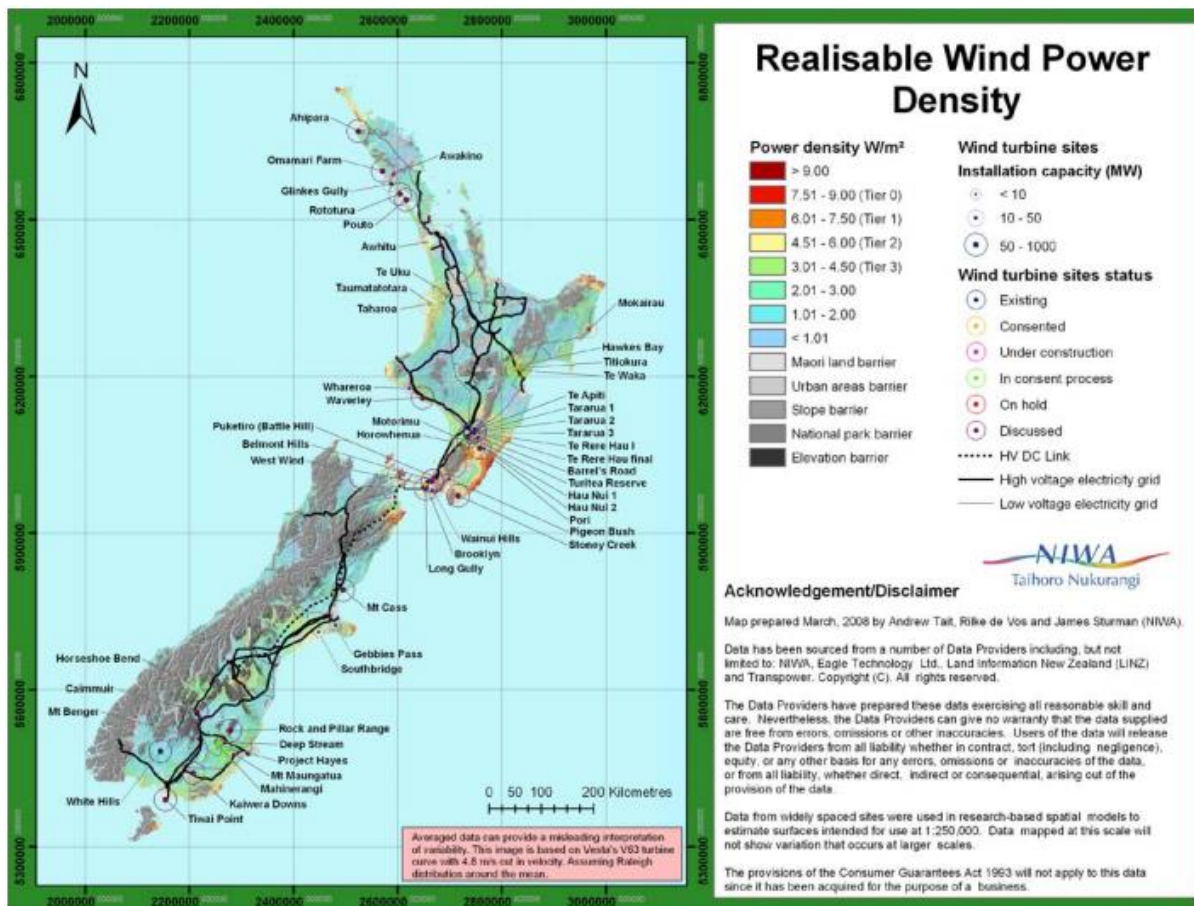 2000000 2200000 2400000 2600000 2800000 3000000
6800000
6500000
6200000
5900000
5600000
5300000
N
Ahipara
Omamari Farm
Awakino
Glinkes Gully
Rototuna
Pouto
Awhitu
Te Uku
Taumatatotara
Taharoa
Mokairau
Hawkes Bay
Titiokura
Te Waka
Whareroa
Waverley
Te Apiti
Tararua 1
Tararua 2
Tararua 3
Te Rere Hau I
Te Rere Hau final
Barrel's Road
Turitea Reserve
Hau Nui 1
Hau Nui 2
Pori
Pigeon Bush
Stoney Creek
Motorimu
Horowhenua
Puketiro (Battle Hill)
Belmont Hills
West Wind
Wainui Hills
Brooklyn
Long Gully
Mt Cass
Gebbies Pass
Southbridge
Horseshoe Bend
Cairnmuir
Mt Benger
Rock and Pillar Range
Deep Stream
Project Hayes
Mt Maungatua
Mahinerangi
Kaiwera Downs
White Hills
Tiwai Point
0 50 100 200 Kilometres
Averaged data can provide a misleading interpretation
of variability. This image is based on Vesta's V63 turbine
curve with 4.8 m/s cut in velocity. Assuming Raleigh
distribution around the mean.
2000000 2200000 2400000 2600000 2800000 3000000
Realisable Wind Power
Density
Power density W/m²
> 9.00
7.51 - 9.00 (Tier 0)
6.01 - 7.50 (Tier 1)
4.51 - 6.00 (Tier 2)
3.01 - 4.50 (Tier 3)
2.01 - 3.00
1.01 - 2.00
< 1.01
Maori land barrier
Urban areas barrier
Slope barrier
National park barrier
Elevation barrier
Wind turbine sites
Installation capacity (MW)
< 10
10 - 50
50 - 1000
Wind turbine sites status
Existing
Consented
Under construction
In consent process
On hold
Discussed
HV DC Link
High voltage electricity grid
Low voltage electricity grid
NIWA
Taihoro Nukurangi
Acknowledgement/Disclaimer
Map prepared March, 2008 by Andrew Tait, Rilke de Vos and James Sturman (NIWA).
Data has been sourced from a number of Data Providers including, but not
limited to: NIWA, Eagle Technology Ltd., Land Information New Zealand (LINZ)
and Transpower. Copyright (C). All rights reserved.
The Data Providers have prepared these data exercising all reasonable skill and
care. Nevertheless, the Data Providers can give no warranty that the data supplied
are free from errors, omissions or other inaccuracies. Users of the data will release
the Data Providers from all liability whether in contract, tort (including negligence),
equity, or any other basis for any errors, omissions or inaccuracies of the data,
or from all liability, whether direct, indirect or consequential, arising out of the
provision of the data.
Data from widely spaced sites were used in research-based spatial models to
estimate surfaces intended for use at 1:250,000. Data mapped at this scale will
not show variation that occurs at larger scales.
The provisions of the Consumer Guarantees Act 1993 will not apply to this data
since it has been acquired for the purpose of a business.